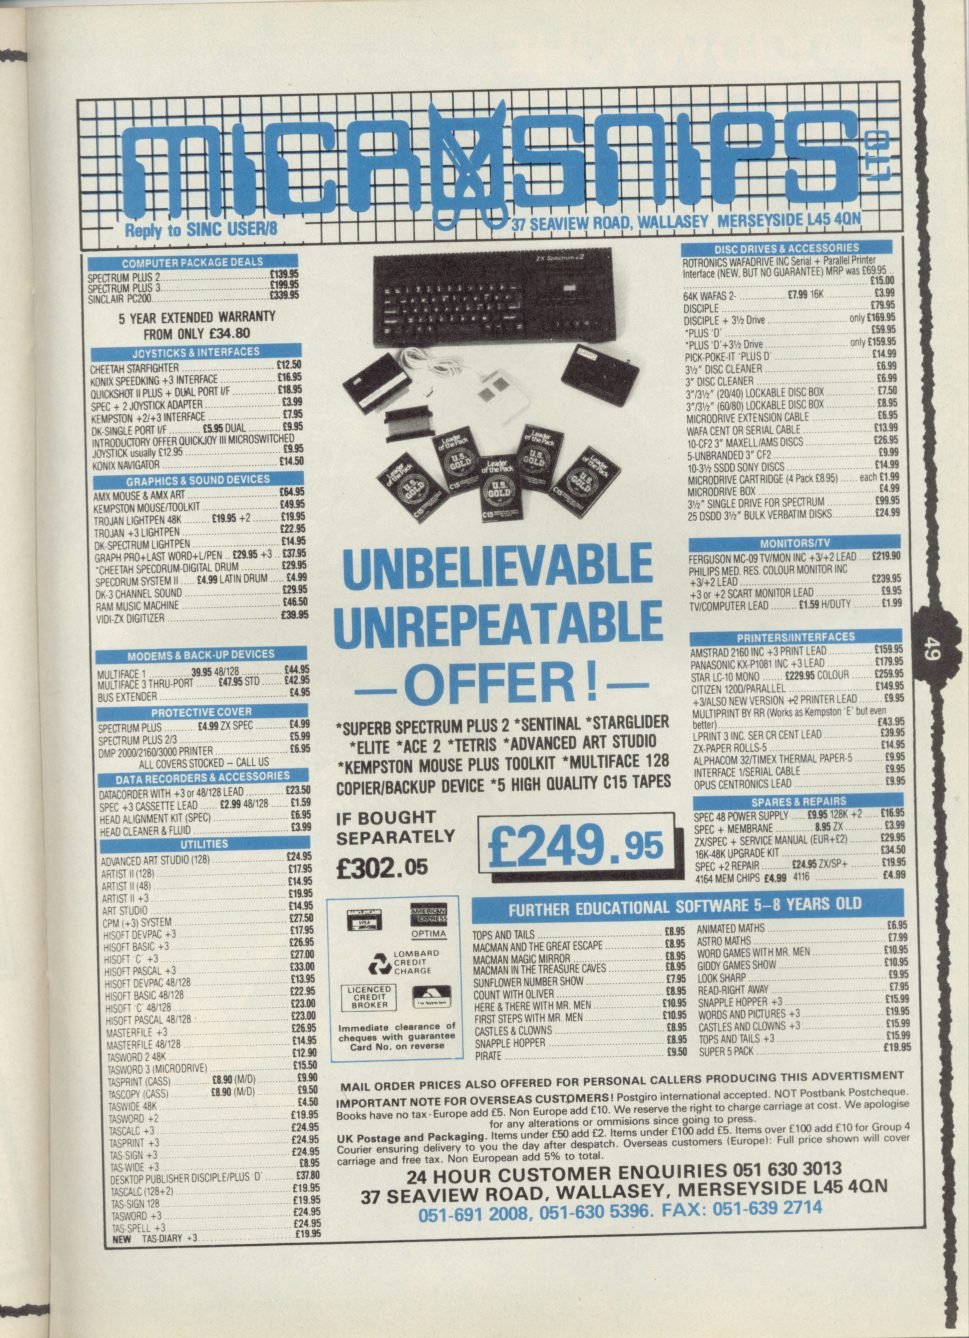 MICROSNIPS
LTD
Reply to SINC USER/8
37 SEAVIEW ROAD, WALLASEY MERSEYSIDE L45 4QN
COMPUTER PACKAGE DEALS
SPECTRUM PLUS 2 £139.95
SPECTRUM PLUS 3 £199.95
SINCLAIR PC200 £339.95
5 YEAR EXTENDED WARRANTY
FROM ONLY £34.80
JOYSTICKS & INTERFACES
CHEETAH STARFIGHTER £12.50
KONIX SPEEDKING +3 INTERFACE £16.95
QUICKSHOT II PLUS + DUAL PORT I/F £18.95
SPEC + 2 JOYSTICK ADAPTER £3.99
KEMPSTON +2/+3 INTERFACE £7.95
DK-SINGLE PORT I/F £5.95 DUAL £9.95
INTRODUCTORY OFFER QUICKJOY III MICROSWITCHED
JOYSTICK usually £12.95 £9.95
KONIX NAVIGATOR £14.50
GRAPHICS & SOUND DEVICES
AMX MOUSE & AMX ART £64.95
KEMPSTON MOUSE/TOOLKIT £49.95
TROJAN LIGHTPEN 48K £19.95 +2 £19.95
TROJAN +3 LIGHTPEN £22.95
DK-SPECTRUM LIGHTPEN £14.95
GRAPH PRO+LAST WORD+L/PEN £29.95 +3 £37.95
*CHEETAH SPECDRUM-DIGITAL DRUM £29.95
SPECDRUM SYSTEM II £4.99 LATIN DRUM £4.99
DK-3 CHANNEL SOUND £29.95
RAM MUSIC MACHINE £46.50
VIDI-ZX DIGITIZER £39.95
MODEMS & BACK-UP DEVICES
MULTIFACE 1 39.95 48/128 £44.95
MULTIFACE 3 THRU-PORT £47.95 STD £42.95
BUS EXTENDER £4.95
PROTECTIVE COVER
SPECTRUM PLUS £4.99 ZX SPEC £4.99
SPECTRUM PLUS 2/3 £5.99
DMP 2000/2160/3000 PRINTER £6.95
ALL COVERS STOCKED – CALL US
DATA RECORDERS & ACCESSORIES
DATACORDER WITH +3 or 48/128 LEAD £23.50
SPEC +3 CASSETTE LEAD £2.99 48/128 £1.59
HEAD ALIGNMENT KIT (SPEC) £6.95
HEAD CLEANER & FLUID £3.99
UTILITIES
ADVANCED ART STUDIO (128) £24.95
ARTIST II (128) £17.95
ARTIST II (48) £14.95
ARTIST II +3 £19.95
ART STUDIO £14.95
CPM (+3) SYSTEM £27.50
HISOFT DEVPAC +3 £17.95
HISOFT BASIC +3 £26.95
HISOFT 'C' +3 £27.00
HISOFT PASCAL +3 £33.00
HISOFT DEVPAC 48/128 £13.95
HISOFT BASIC 48/128 £22.95
HISOFT 'C' 48/128 £23.00
HISOFT PASCAL 48/128 £23.00
MASTERFILE +3 £26.95
MASTERFILE 48/128 £14.95
TASWORD 2 48K £12.90
TASWORD 3 (MICRODRIVE) £15.50
TASPRINT (CASS) £8.90 (M/D) £9.90
TASCOPY (CASS) £8.90 (M/D) £9.50
TASWIDE 48K £4.50
TASWORD +2 £19.95
TASCALC +3 £24.95
TASPRINT +3 £24.95
TAS-SIGN +3 £24.95
TAS-WIDE +3 £8.95
DESKTOP PUBLISHER DISCIPLE/PLUS 'D' £37.80
TASCALC (128+2) £19.95
TAS-SIGN 128 £19.95
TASWORD +3 £24.95
TAS-SPELL +3 £24.95
NEW TAS-DIARY +3 £19.95
ZX Spectrum +2
Leader of the Pack
U.S. GOLD
C15
Leader of the Pack
U.S. GOLD
C15
Leader of the Pack
U.S. GOLD
C15
Leader of the Pack
U.S. GOLD
Leader of the Pack
U.S. GOLD
UNBELIEVABLE
UNREPEATABLE
—OFFER!—
*SUPERB SPECTRUM PLUS 2 *SENTINAL *STARGLIDER
*ELITE *ACE 2 *TETRIS *ADVANCED ART STUDIO
*KEMPSTON MOUSE PLUS TOOLKIT *MULTIFACE 128
COPIER/BACKUP DEVICE *5 HIGH QUALITY C15 TAPES
IF BOUGHT
SEPARATELY
£302.05
£249.95
DISC DRIVES & ACCESSORIES
ROTRONICS WAFADRIVE INC Serial + Parallel Printer
Interface (NEW, BUT NO GUARANTEE) MRP was £69.95
£15.00
64K WAFAS 2- £7.99 16K £3.99
DISCIPLE £79.95
DISCIPLE + 3½ Drive only £169.95
*PLUS 'D' £59.95
*PLUS 'D'+3½ Drive only £159.95
PICK-POKE-IT 'PLUS D' £14.99
3½" DISC CLEANER £6.99
3" DISC CLEANER £6.99
3"/3½" (20/40) LOCKABLE DISC BOX £7.50
3"/3½" (60/80) LOCKABLE DISC BOX £8.95
MICRODRIVE EXTENSION CABLE £6.95
WAFA CENT OR SERIAL CABLE £13.99
10-CF2 3" MAXELL/AMS DISCS £26.95
5-UNBRANDED 3" CF2 £9.99
10-3½ SSDD SONY DISCS £14.99
MICRODRIVE CARTRIDGE (4 Pack £8.95) each £1.99
MICRODRIVE BOX £4.99
3½" SINGLE DRIVE FOR SPECTRUM £99.95
25 DSDD 3½" BULK VERBATIM DISKS £24.99
MONITORS/TV
FERGUSON MC-09 TV/MON INC +3/+2 LEAD £219.90
PHILIPS MED. RES. COLOUR MONITOR INC
+3/+2 LEAD £239.95
+3 or +2 SCART MONITOR LEAD £9.95
TV/COMPUTER LEAD £1.59 H/DUTY £1.99
PRINTERS/INTERFACES
AMSTRAD 2160 INC +3 PRINT LEAD £159.95
PANASONIC KX-P1081 INC +3 LEAD £179.95
STAR LC-10 MONO £229.95 COLOUR £259.95
CITIZEN 120D/PARALLEL £149.95
+3/ALSO NEW VERSION +2 PRINTER LEAD £9.95
MULTIPRINT BY RR (Works as Kempston 'E' but even
better) £43.95
LPRINT 3 INC. SER CR CENT LEAD £39.95
ZX-PAPER ROLLS-5 £14.95
ALPHACOM 32/TIMEX THERMAL PAPER-5 £9.95
INTERFACE 1/SERIAL CABLE £9.95
OPUS CENTRONICS LEAD £9.95
SPARES & REPAIRS
SPEC 48 POWER SUPPLY £9.95 128K +2 £16.95
SPEC + MEMBRANE 8.95 ZX £3.99
ZX/SPEC + SERVICE MANUAL (EUR+£2) £29.95
16K-48K UPGRADE KIT £34.50
SPEC +2 REPAIR £24.95 ZX/SP+ £19.95
4164 MEM CHIPS £4.99 4116 £4.99
BARCLAYCARD
VISA
AMERICAN EXPRESS
OPTIMA
LOMBARD
CREDIT
CHARGE
LICENCED
CREDIT
BROKER
Immediate clearance of
cheques with guarantee
Card No. on reverse
FURTHER EDUCATIONAL SOFTWARE 5–8 YEARS OLD
TOPS AND TAILS £8.95
MACMAN AND THE GREAT ESCAPE £8.95
MACMAN MAGIC MIRROR £8.95
MACMAN IN THE TREASURE CAVES £8.95
SUNFLOWER NUMBER SHOW £7.95
COUNT WITH OLIVER £8.95
HERE & THERE WITH MR. MEN £10.95
FIRST STEPS WITH MR. MEN £10.95
CASTLES & CLOWNS £8.95
SNAPPLE HOPPER £8.95
PIRATE £9.50
ANIMATED MATHS £6.95
ASTRO MATHS £7.99
WORD GAMES WITH MR. MEN £10.95
GIDDY GAMES SHOW £10.95
LOOK SHARP £9.95
READ-RIGHT AWAY £7.95
SNAPPLE HOPPER +3 £15.99
WORDS AND PICTURES +3 £19.95
CASTLES AND CLOWNS +3 £15.99
TOPS AND TAILS +3 £15.99
SUPER 5 PACK £19.95
MAIL ORDER PRICES ALSO OFFERED FOR PERSONAL CALLERS PRODUCING THIS ADVERTISMENT
IMPORTANT NOTE FOR OVERSEAS CUSTOMERS! Postgiro international accepted. NOT Postbank Postcheque.
Books have no tax-Europe add £5. Non Europe add £10. We reserve the right to charge carriage at cost. We apologise
for any alterations or ommisions since going to press.
UK Postage and Packaging. Items under £50 add £2. Items under £100 add £5. Items over £100 add £10 for Group 4
Courier ensuring delivery to you the day after despatch. Overseas customers (Europe): Full price shown will cover
carriage and free tax. Non European add 5% to total.
24 HOUR CUSTOMER ENQUIRIES 051 630 3013
37 SEAVIEW ROAD, WALLASEY, MERSEYSIDE L45 4QN
051-691 2008, 051-630 5396. FAX: 051-639 2714
49